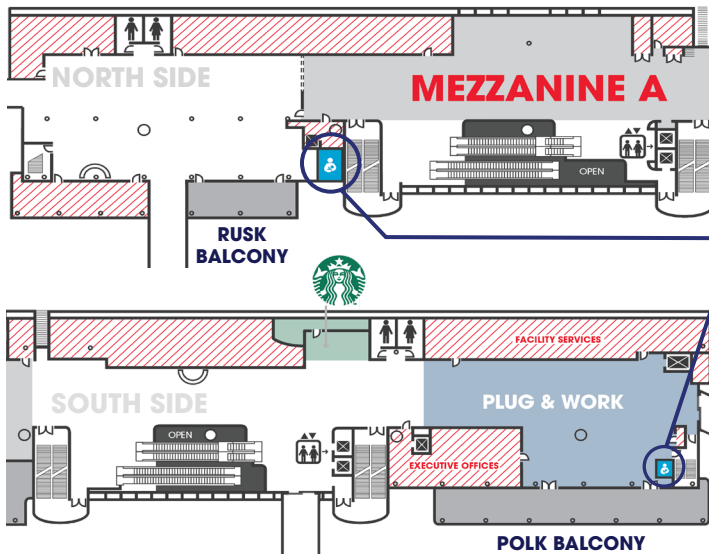 NORTH SIDE
MEZZANINE A
OPEN
RUSK
BALCONY
FACILITY SERVICES
SOUTH SIDE
PLUG & WORK
OPEN
EXECUTIVE OFFICES
POLK BALCONY